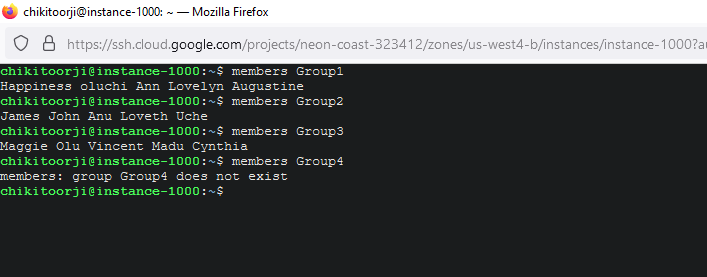 chikitoorji@instance-1000: ~ — Mozilla Firefox
https://ssh.cloud.google.com/projects/neon-coast-323412/zones/us-west4-b/instances/instance-1000?au
chikitoorji@instance-1000:~$ members Group1
Happiness oluchi Ann Lovelyn Augustine
chikitoorji@instance-1000:~$ members Group2
James John Anu Loveth Uche
chikitoorji@instance-1000:~$ members Group3
Maggie Olu Vincent Madu Cynthia
chikitoorji@instance-1000:~$ members Group4
members: group Group4 does not exist
chikitoorji@instance-1000:~$